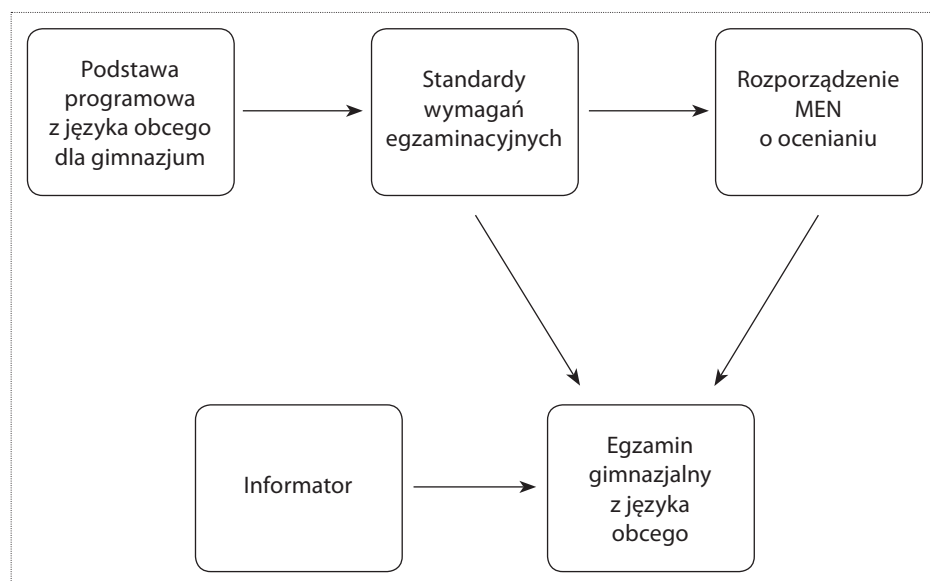 Podstawa
programowa
z języka obcego
dla gimnazjum
Standardy
wymagań
egzaminacyjnych
Rozporządzenie
MEN
o ocenianiu
Informator
Egzamin
gimnazjalny
z języka
obcego